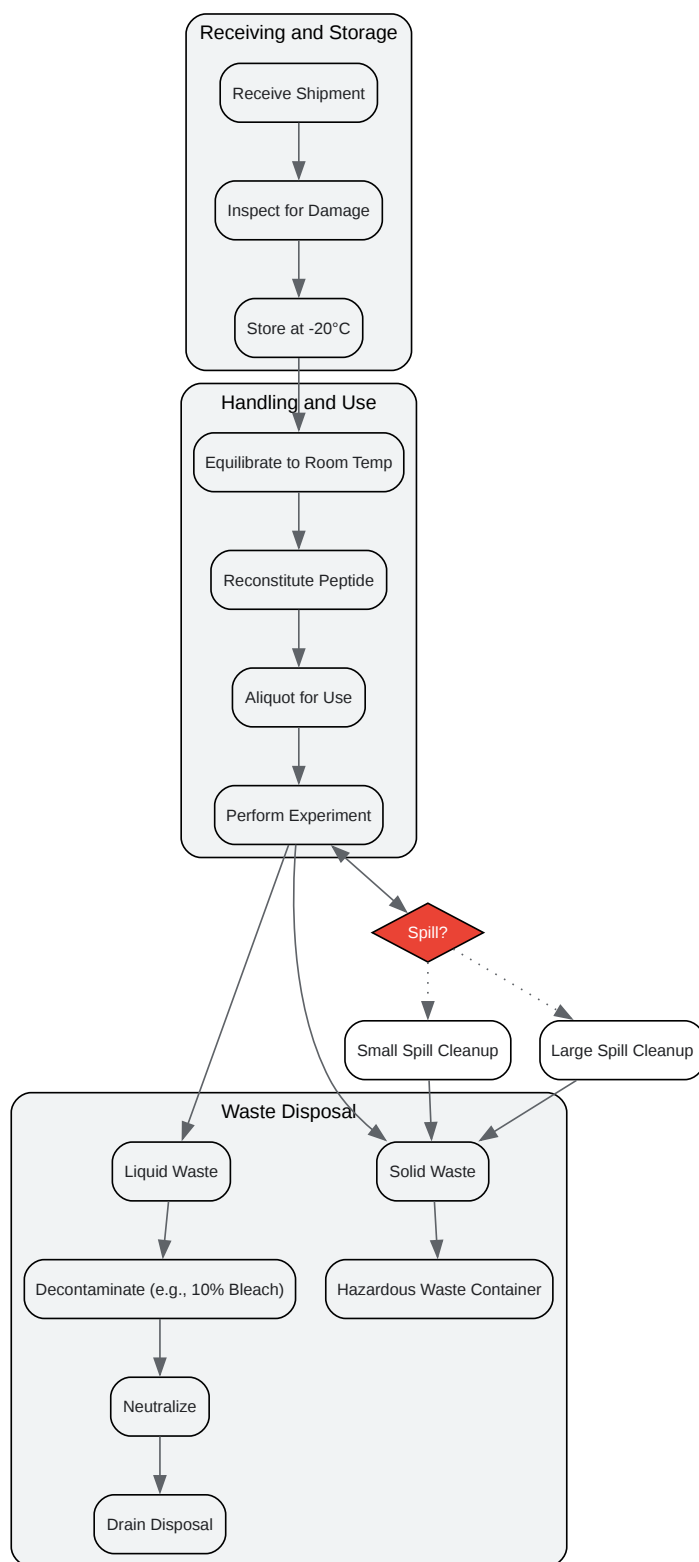 Receiving and Storage
Receive Shipment
Inspect for Damage
Store at -20°C
Handling and Use
Equilibrate to Room Temp
Reconstitute Peptide
Aliquot for Use
Perform Experiment
Spill?
Small Spill Cleanup
Large Spill Cleanup
Waste Disposal
Liquid Waste
Solid Waste
Decontaminate (e.g., 10% Bleach)
Hazardous Waste Container
Neutralize
Drain Disposal